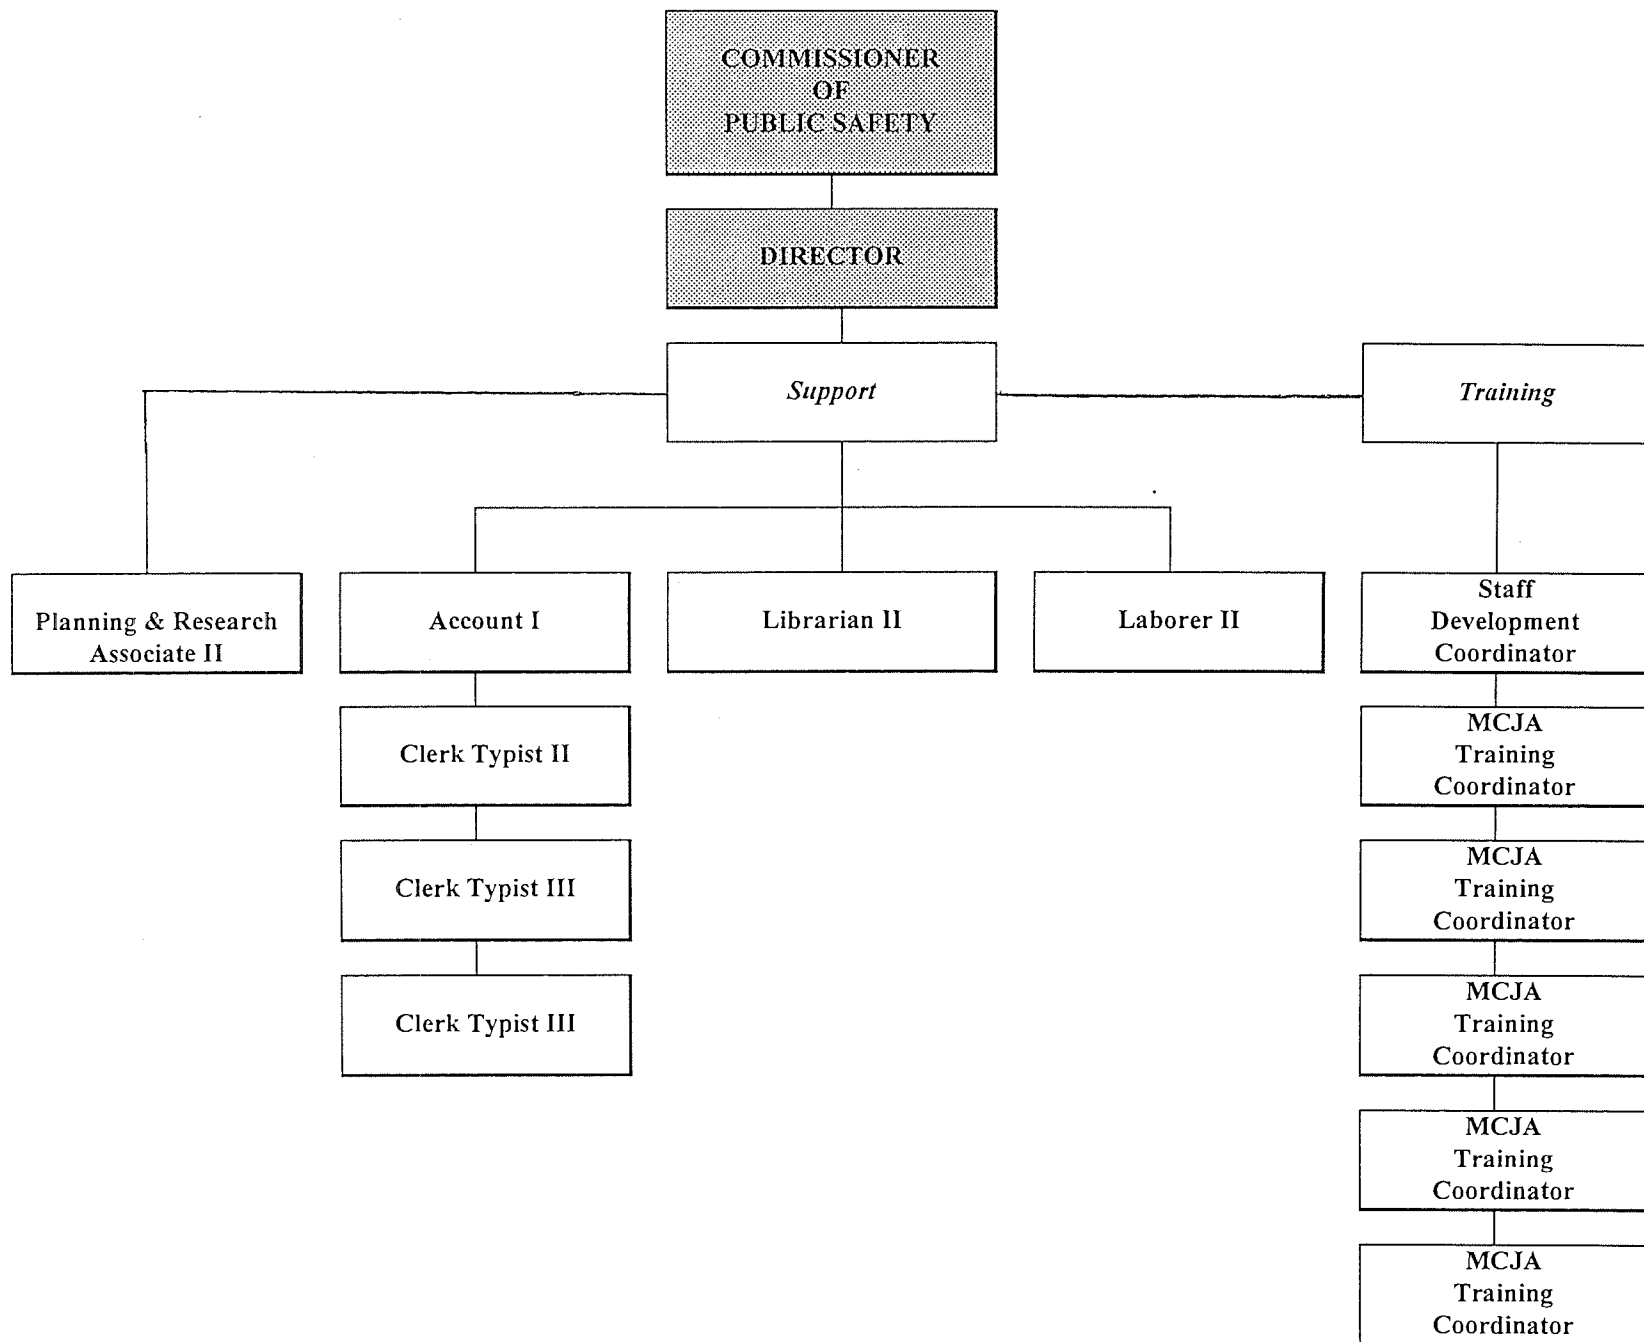 COMMISSIONER
OF
PUBLIC SAFETY
DIRECTOR
Support
Training
Planning & Research
Associate II
Account I
Librarian II
Laborer II
Staff
Development
Coordinator
Clerk Typist II
MCJA
Training
Coordinator
Clerk Typist III
MCJA
Training
Coordinator
Clerk Typist III
MCJA
Training
Coordinator
MCJA
Training
Coordinator
MCJA
Training
Coordinator